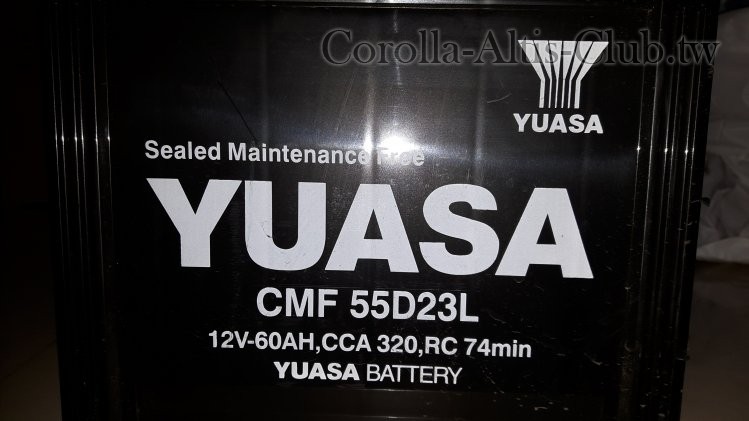 Corolla-Altis-Club.tw
YUASA
Sealed Maintenance Free
YUASA
CMF 55D23L
12V-60AH,CCA 320,RC 74min
YUASA BATTERY